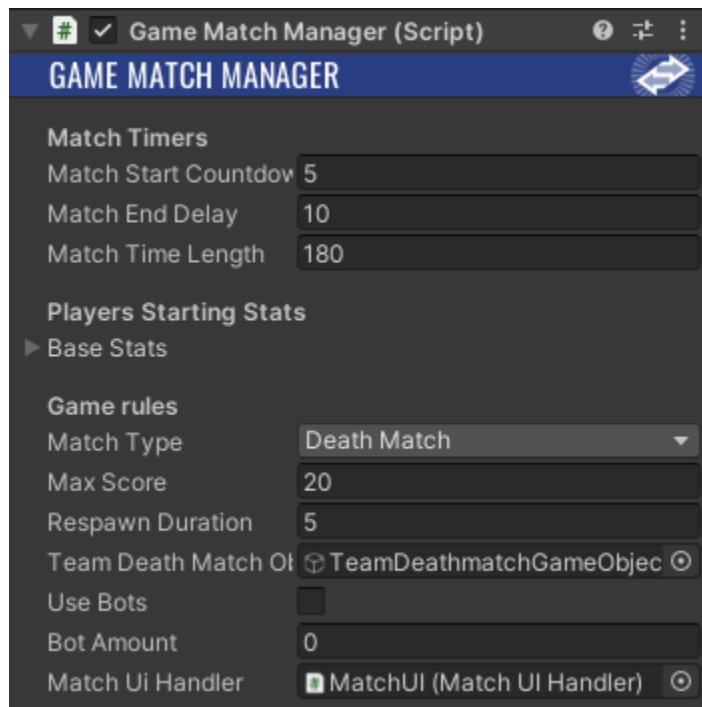 # Game Match Manager (Script)
GAME MATCH MANAGER
Match Timers
Match Start Countdow 5
Match End Delay 10
Match Time Length 180
Players Starting Stats
Base Stats
Game rules
Match Type Death Match
Max Score 20
Respawn Duration 5
Team Death Match Ob TeamDeathmatchGameObjec
Use Bots
Bot Amount 0
Match Ui Handler # MatchUI (Match UI Handler)